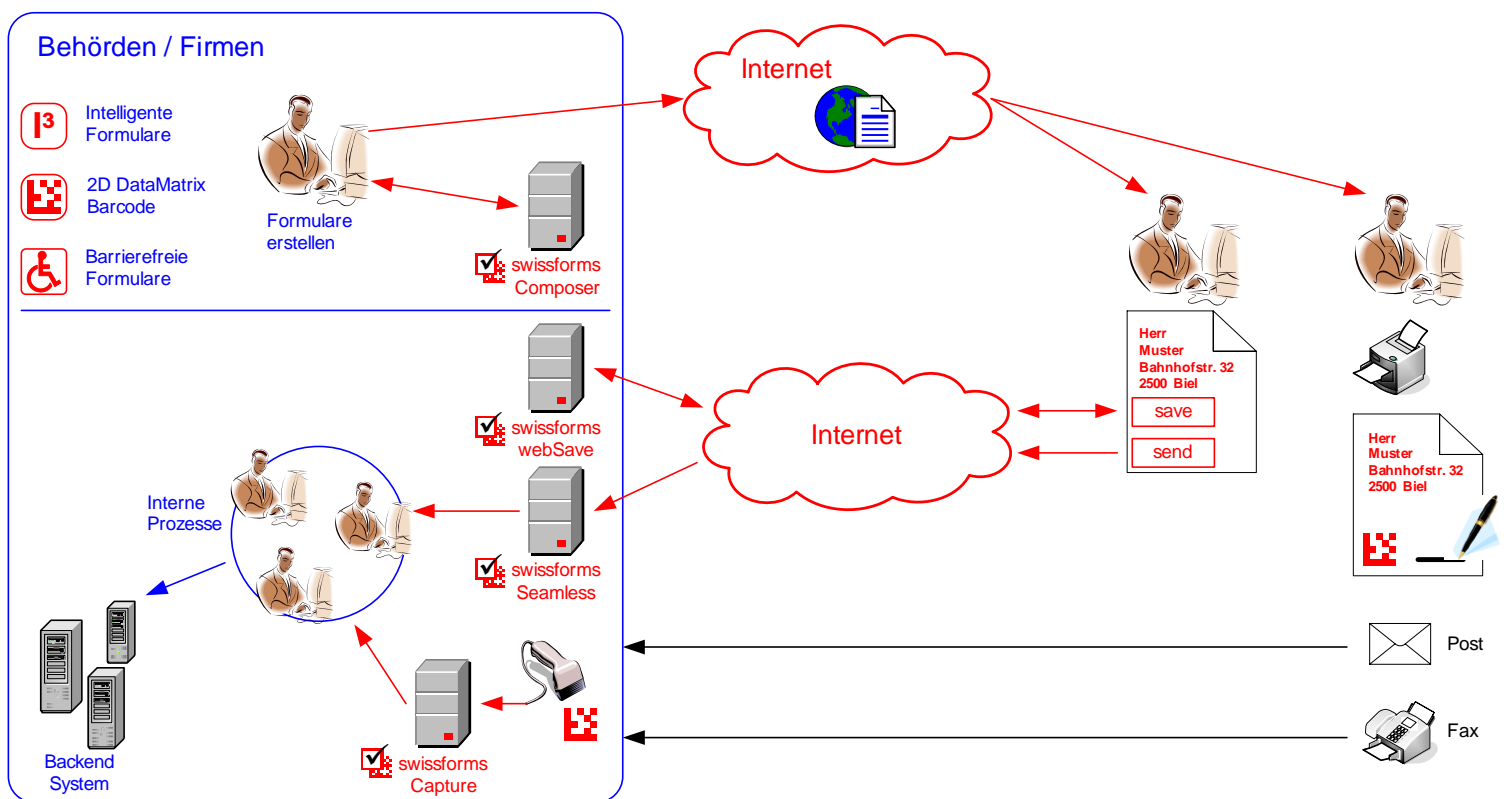 Behörden / Firmen
I³
Intelligente
Formulare
2D DataMatrix
Barcode
Barrierefreie
Formulare
Formulare
erstellen
swissforms
Composer
Internet
swissforms
webSave
Internet
Herr
Muster
Bahnhofstr. 32
2500 Biel
save
send
Herr
Muster
Bahnhofstr. 32
2500 Biel
Interne
Prozesse
swissforms
Seamless
Post
Fax
Backend
System
swissforms
Capture